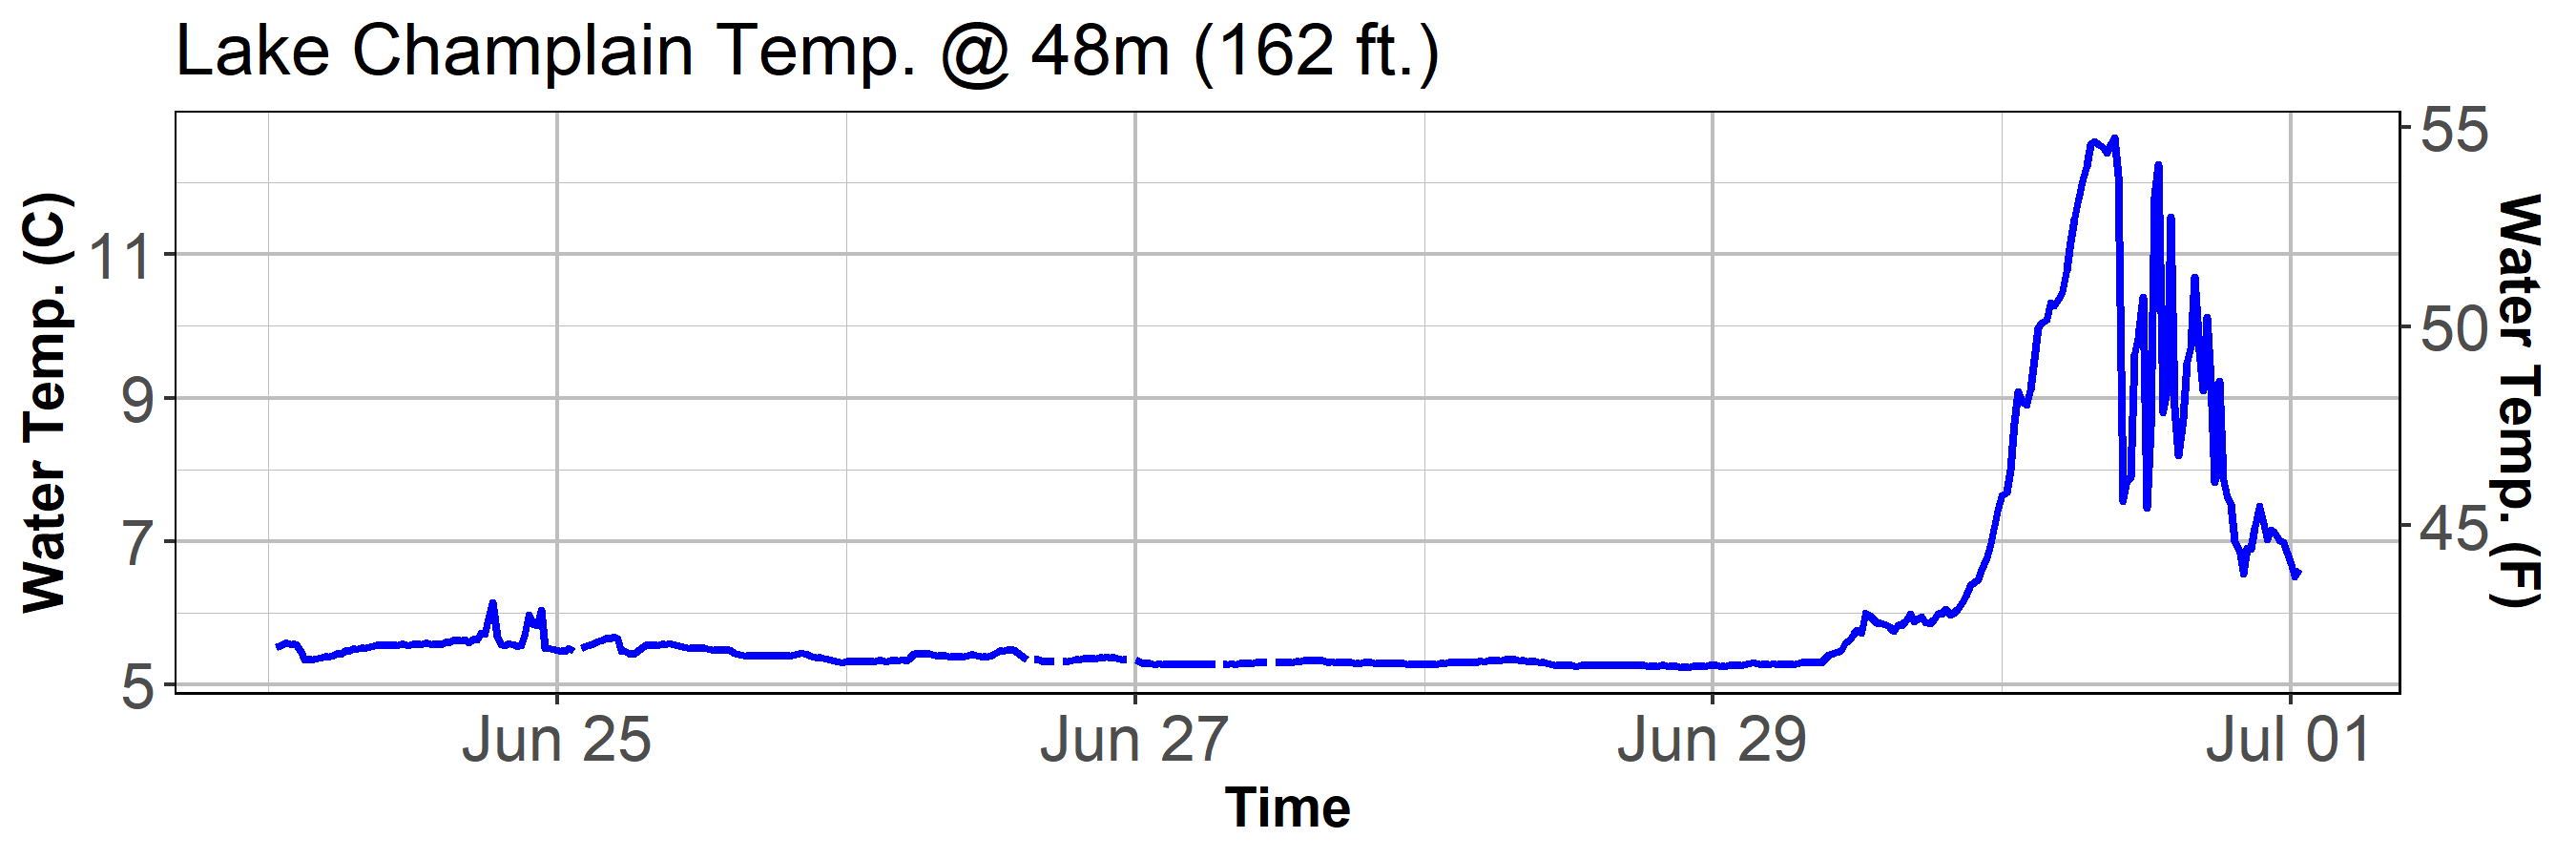 Lake Champlain Temp. @ 48m (162 ft.)
Water Temp. (C)
11
9
7
5
55
50
45
Water Temp. (F)
Jun 25
Jun 27
Jun 29
Jul 01
Time